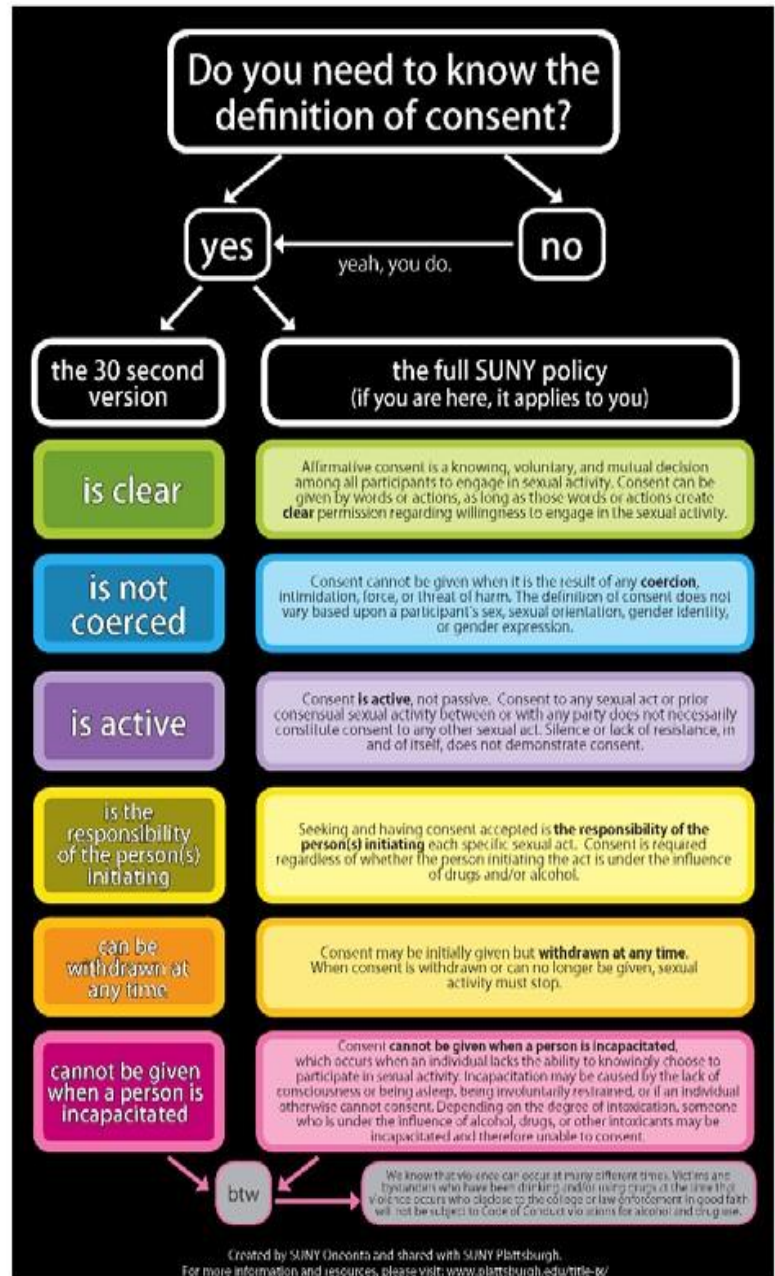 Do you need to know the
definition of consent?
yes
no
yeah, you do.
the 30 second
version
the full SUNY policy
(if you are here, it applies to you)
is clear
Affirmative consent is a knowing, voluntary, and mutual decision
among all participants to engage in sexual activity. Consent can be
given by words or actions, as long as those words or actions create
clear permission regarding willingness to engage in the sexual activity.
is not
coerced
Consent cannot be given when it is the result of any coercion,
intimidation, force, or threat of harm. The definition of consent does not
vary based upon a participant's sex, sexual orientation, gender identity,
or gender expression.
is active
Consent is active, not passive. Consent to any sexual act or prior
consensual sexual activity between or with any party does not necessarily
constitute consent to any other sexual act. Silence or lack of resistance, in
and of itself, does not demonstrate consent.
is the
responsibility
of the person(s)
initiating
Seeking and having consent accepted is the responsibility of the
person(s) initiating each specific sexual act. Consent is required
regardless of whether the person initiating the act is under the influence
of drugs and/or alcohol.
can be
withdrawn at
any time
Consent may be initially given but withdrawn at any time.
When consent is withdrawn or can no longer be given, sexual
activity must stop.
cannot be given
when a person is
incapacitated
Consent cannot be given when a person is incapacitated,
which occurs when an individual lacks the ability to knowingly choose to
participate in sexual activity. Incapacitation may be caused by the lack of
consciousness or being asleep, being involuntarily restrained, or if an individual
otherwise cannot consent. Depending on the degree of intoxication, someone
who is under the influence of alcohol, drugs, or other intoxicants may be
incapacitated and therefore unable to consent.
btw
We know that violence can occur at many different times. Victims and
bystanders who have been drinking and/or using drugs at the time that
violence occurs who disclose to the college or law enforcement in good faith
will not be subject to Code of Conduct violations for alcohol and drug use.
Created by SUNY Oneonta and shared with SUNY Plattsburgh.
For more information and resources, please visit: www.plattsburgh.edu/title-ix/